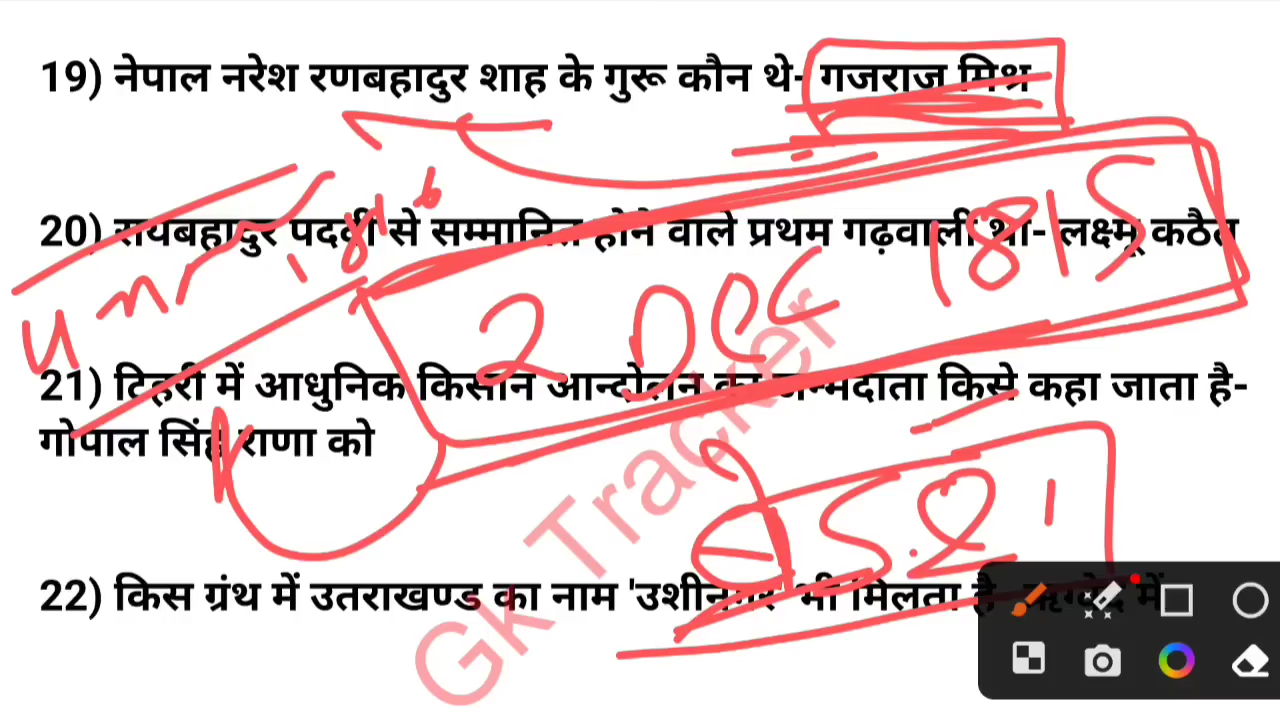 19) नेपाल नरेश रणबहादुर शाह के गुरू कौन थे- गजराज मिश्र
20) रायबहादुर पदवी से सम्मानित होने वाले प्रथम गढ़वाली था- लक्ष्मू कठैत
2 Dec 1815
21) टिहरी में आधुनिक किसान आन्दोलन का जन्मदाता किसे कहा जाता है-
गोपाल सिंह राणा को
22) किस ग्रंथ में उतराखण्ड का नाम 'उशीनगर' भी मिलता है- ऋग्वेद में
Gk Tracker